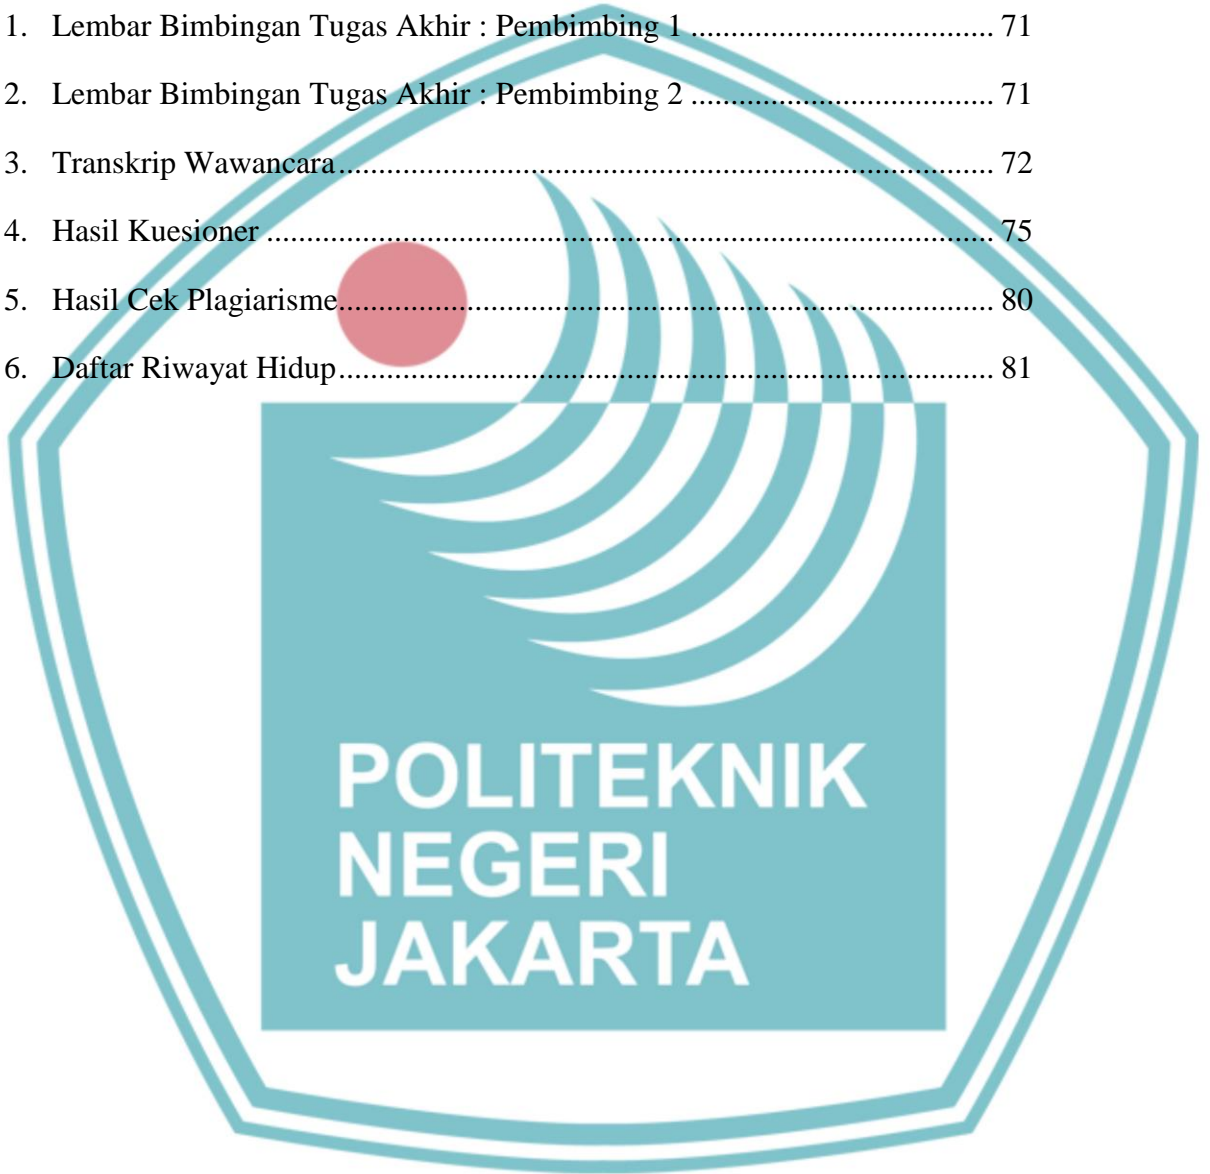 1. Lembar Bimbingan Tugas Akhir : Pembimbing 1 ...................................... 71
2. Lembar Bimbingan Tugas Akhir : Pembimbing 2 ...................................... 71
3. Transkrip Wawancara.................................................................................. 72
4. Hasil Kuesioner ........................................................................................... 75
5. Hasil Cek Plagiarisme.................................................................................. 80
6. Daftar Riwayat Hidup.................................................................................. 81
POLITEKNIK
NEGERI
JAKARTA